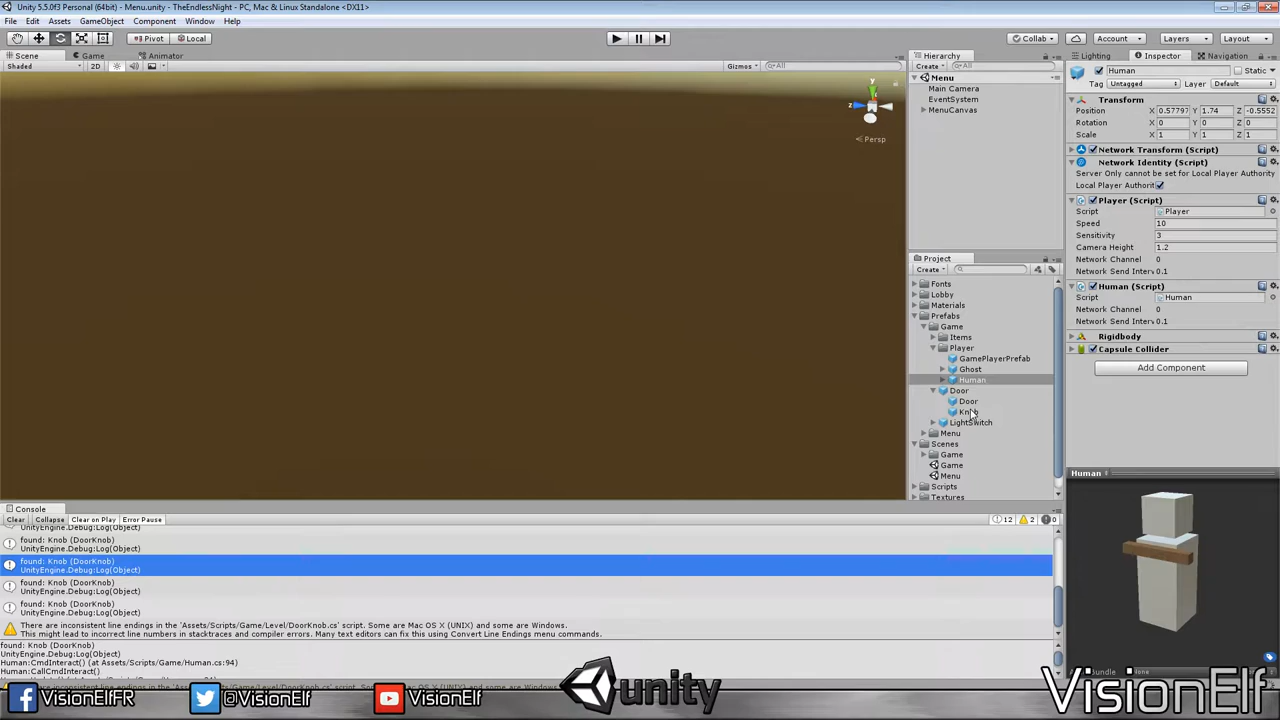 Unity 5.5.0f3 Personal (64bit) - Menu.unity - TheEndlessNight - PC, Mac & Linux Standalone <DX11>
File Edit Assets GameObject Component Window Help
Pivot Local Collab Account Layers Layout
Scene Game Animator
Shaded 2D Gizmos All
y
z
Persp
Hierarchy
Create All
Menu
Main Camera
EventSystem
MenuCanvas
Project
Create
Fonts
Lobby
Materials
Prefabs
Game
Items
Player
GamePlayerPrefab
Ghost
Human
Door
Door
Knob
LightSwitch
Menu
Scenes
Game
Game
Menu
Scripts
Textures
Lighting Inspector Navigation
Human Static
Tag Untagged Layer Default
Transform
Position X 0.57797 Y 1.74 Z -0.5552
Rotation X 0 Y 0 Z 0
Scale X 1 Y 1 Z 1
Network Transform (Script)
Network Identity (Script)
Server Only cannot be set for Local Player Authority
Local Player Authorit
Player (Script)
Script Player
Speed 10
Sensitivity 3
Camera Height 1.2
Network Channel 0
Network Send Interv 0.1
Human (Script)
Script Human
Network Channel 0
Network Send Interv 0.1
Rigidbody
Capsule Collider
Add Component
Human
Console
Clear Collapse Clear on Play Error Pause 12 2 0
UnityEngine.Debug:Log(Object)
found: Knob (DoorKnob)
UnityEngine.Debug:Log(Object)
found: Knob (DoorKnob)
UnityEngine.Debug:Log(Object)
found: Knob (DoorKnob)
UnityEngine.Debug:Log(Object)
found: Knob (DoorKnob)
UnityEngine.Debug:Log(Object)
There are inconsistent line endings in the 'Assets/Scripts/Game/Level/DoorKnob.cs' script. Some are Mac OS X (UNIX) and some are Windows.
This might lead to incorrect line numbers in stacktraces and compiler errors. Many text editors can fix this using Convert Line Endings menu commands.
found: Knob (DoorKnob)
UnityEngine.Debug:Log(Object)
Human:CmdInteract() (at Assets/Scripts/Game/Human.cs:94)
Human:CallCmdInteract()
VisionElfFR @VisionElf VisionElf unity VisionElf